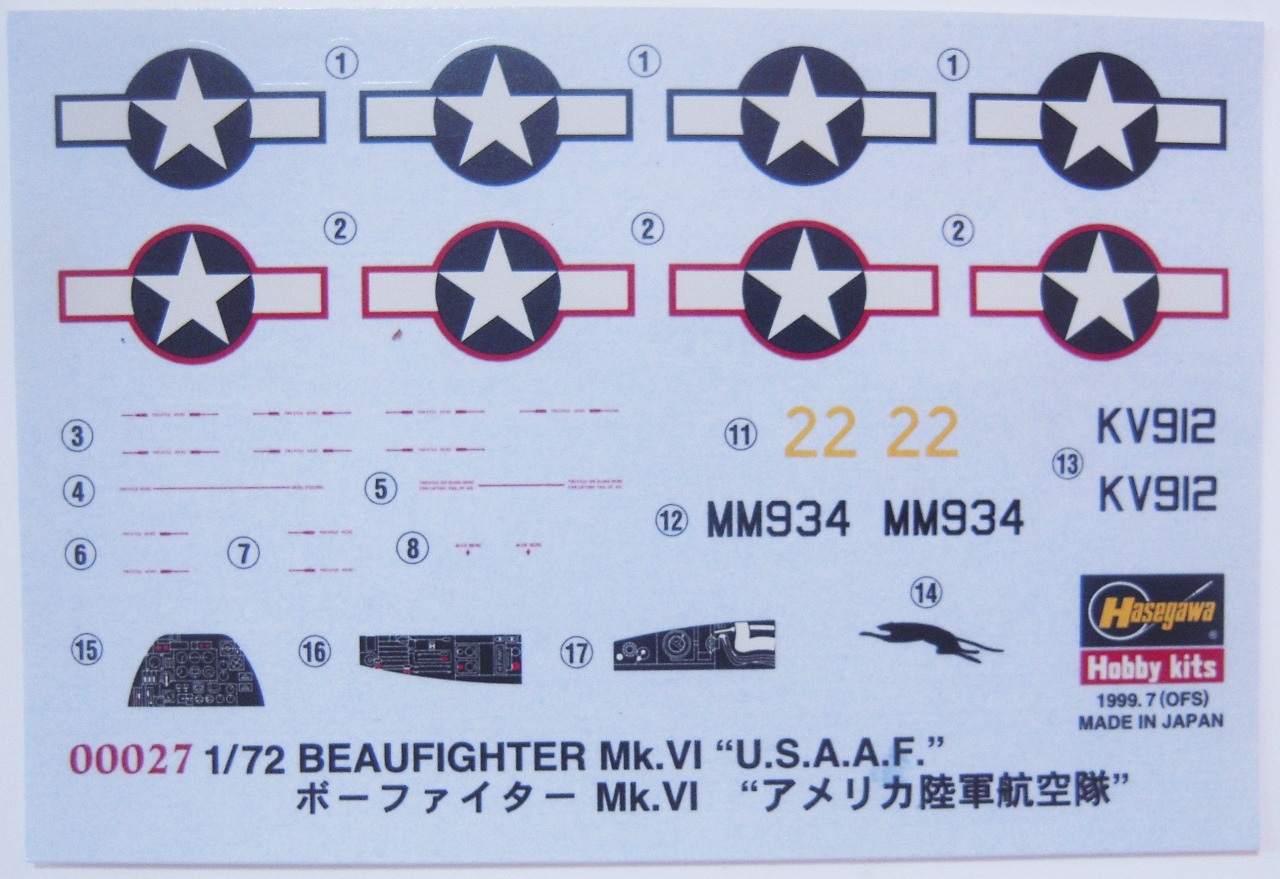 1 1 1
2 2 2
3
4 5
6 7 8
11 22 22
12 MM934 MM934
13 KV912
KV912
14
15 16 17
Hasegawa ®
Hobby kits
1999. 7 (OFS)
MADE IN JAPAN
00027 1/72 BEAUFIGHTER Mk.VI “U.S.A.A.F.”
ボーファイター Mk.VI “アメリカ陸軍航空隊”